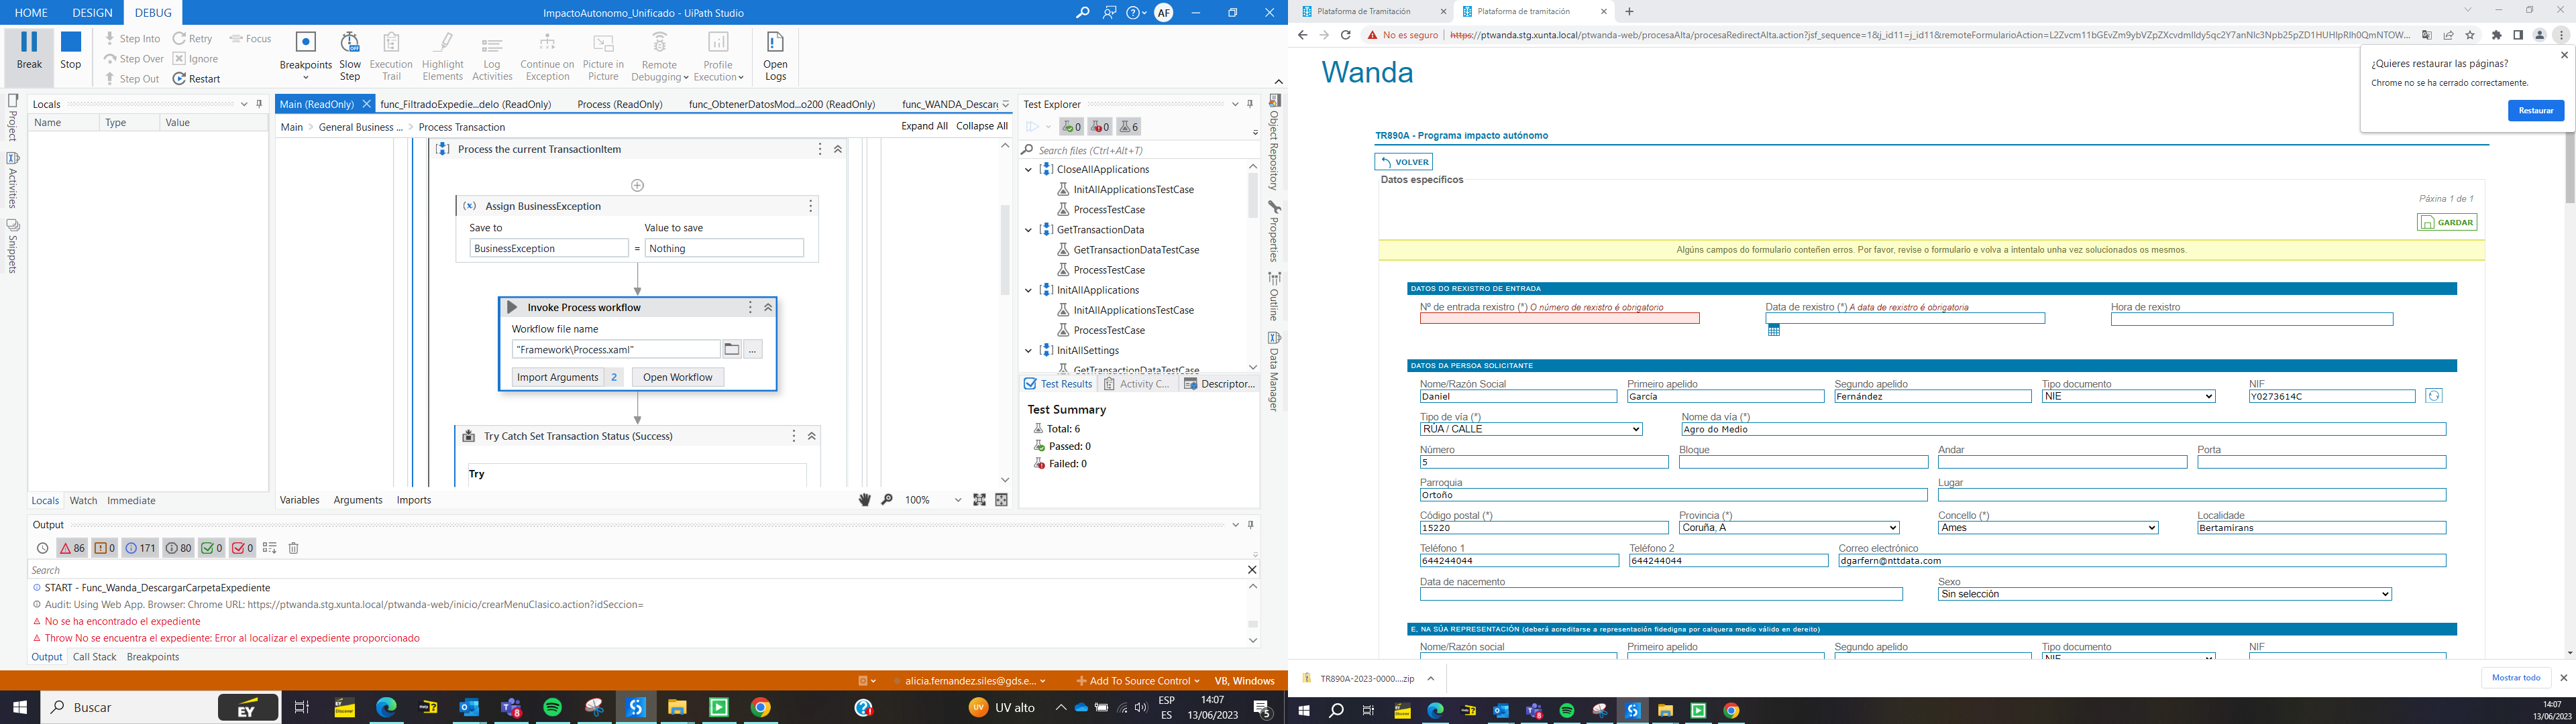 HOME DESIGN DEBUG
ImpactoAutonomo_Unificado - UiPath Studio
AF
Break
Stop
Step Into
Step Over
Step Out
Retry
Ignore
Restart
Focus
Breakpoints
Slow Step
Execution Trail
Highlight Elements
Log Activities
Continue on Exception
Picture in Picture
Remote Debugging
Profile Execution
Open Logs
Project
Activities
Snippets
Locals
Name Type Value
Locals Watch Immediate
Main (ReadOnly) func_FiltradoExpedie...delo (ReadOnly) Process (ReadOnly) func_ObtenerDatosMod...o200 (ReadOnly) func_WANDA_Descarg
Main > General Business ... > Process Transaction
Expand All Collapse All
Process the current TransactionItem
Assign BusinessException
Save to Value to save
BusinessException = Nothing
Invoke Process workflow
Workflow file name
"Framework\Process.xaml"
...
Import Arguments 2 Open Workflow
Try Catch Set Transaction Status (Success)
Try
Variables Arguments Imports
100%
Test Explorer
0 0 6
Search files (Ctrl+Alt+T)
CloseAllApplications
InitAllApplicationsTestCase
ProcessTestCase
GetTransactionData
GetTransactionDataTestCase
ProcessTestCase
InitAllApplications
InitAllApplicationsTestCase
ProcessTestCase
InitAllSettings
GetTransactionDataTestCase
Test Results Activity C... Descriptor...
Test Summary
Total: 6
Passed: 0
Failed: 0
Object Repository
Properties
Outline
Data Manager
Output
86 0 171 80 0 0
Search
START - Func_Wanda_DescargarCarpetaExpediente
Audit: Using Web App. Browser: Chrome URL: https://ptwanda.stg.xunta.local/ptwanda-web/inicio/crearMenuClasico.action?idSeccion=
No se ha encontrado el expediente
Throw No se encuentra el expediente: Error al localizar el expediente proporcionado
Output Call Stack Breakpoints
alicia.fernandez.siles@gds.e... Add To Source Control VB, Windows
Buscar
EY
UV alto
ESP
ES
14:07
13/06/2023
5
Plataforma de Tramitación
Plataforma de tramitación
No es seguro https://ptwanda.stg.xunta.local/ptwanda-web/procesaAlta/procesaRedirectAlta.action?jsf_sequence=1&j_id11=j_id11&remoteFormularioAction=L2Zvcm11bGEvZm9ybVZpZXcvdmlldy5qc2Y7anNlc3Npb25pZD1HUHlpRlh0QmNTOW...
¿Quieres restaurar las páginas?
Chrome no se ha cerrado correctamente.
Restaurar
Wanda
TR890A - Programa impacto autónomo
VOLVER
Datos especificos
Páxina 1 de 1
GARDAR
Algúns campos do formulario conteñen erros. Por favor, revise o formulario e volva a intentalo unha vez solucionados os mesmos.
DATOS DO REXISTRO DE ENTRADA
Nº de entrada rexistro (*) O número de rexistro é obrigatorio
Data de rexistro (*) A data de rexistro é obrigatoria
Hora de rexistro
DATOS DA PERSOA SOLICITANTE
Nome/Razón Social Primeiro apelido Segundo apelido Tipo documento NIF
Daniel García Fernández NIE Y0273614C
Tipo de vía (*) Nome da vía (*)
RÚA / CALLE Agro do Medio
Número Bloque Andar Porta
5
Parroquia Lugar
Ortoño
Código postal (*) Provincia (*) Concello (*) Localidade
15220 Coruña, A Ames Bertamirans
Teléfono 1 Teléfono 2 Correo electrónico
644244044 644244044 dgarfern@nttdata.com
Data de nacemento Sexo
Sin selección
E, NA SÚA REPRESENTACIÓN (deberá acreditarse a representación fidedigna por calquera medio válido en dereito)
Nome/Razón social Primeiro apelido Segundo apelido Tipo documento NIF
NIE
TR890A-2023-0000....zip
Mostrar todo
14:07
13/06/2023